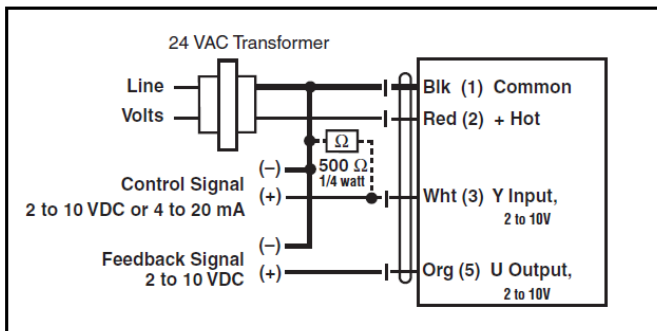 24 VAC Transformer
Line
Volts
Blk (1) Common
Red (2) + Hot
Ω
500 Ω
1/4 watt
(–)
Control Signal (+)
2 to 10 VDC or 4 to 20 mA
Wht (3) Y Input,
2 to 10V
(–)
Feedback Signal
2 to 10 VDC (+)
Org (5) U Output,
2 to 10V